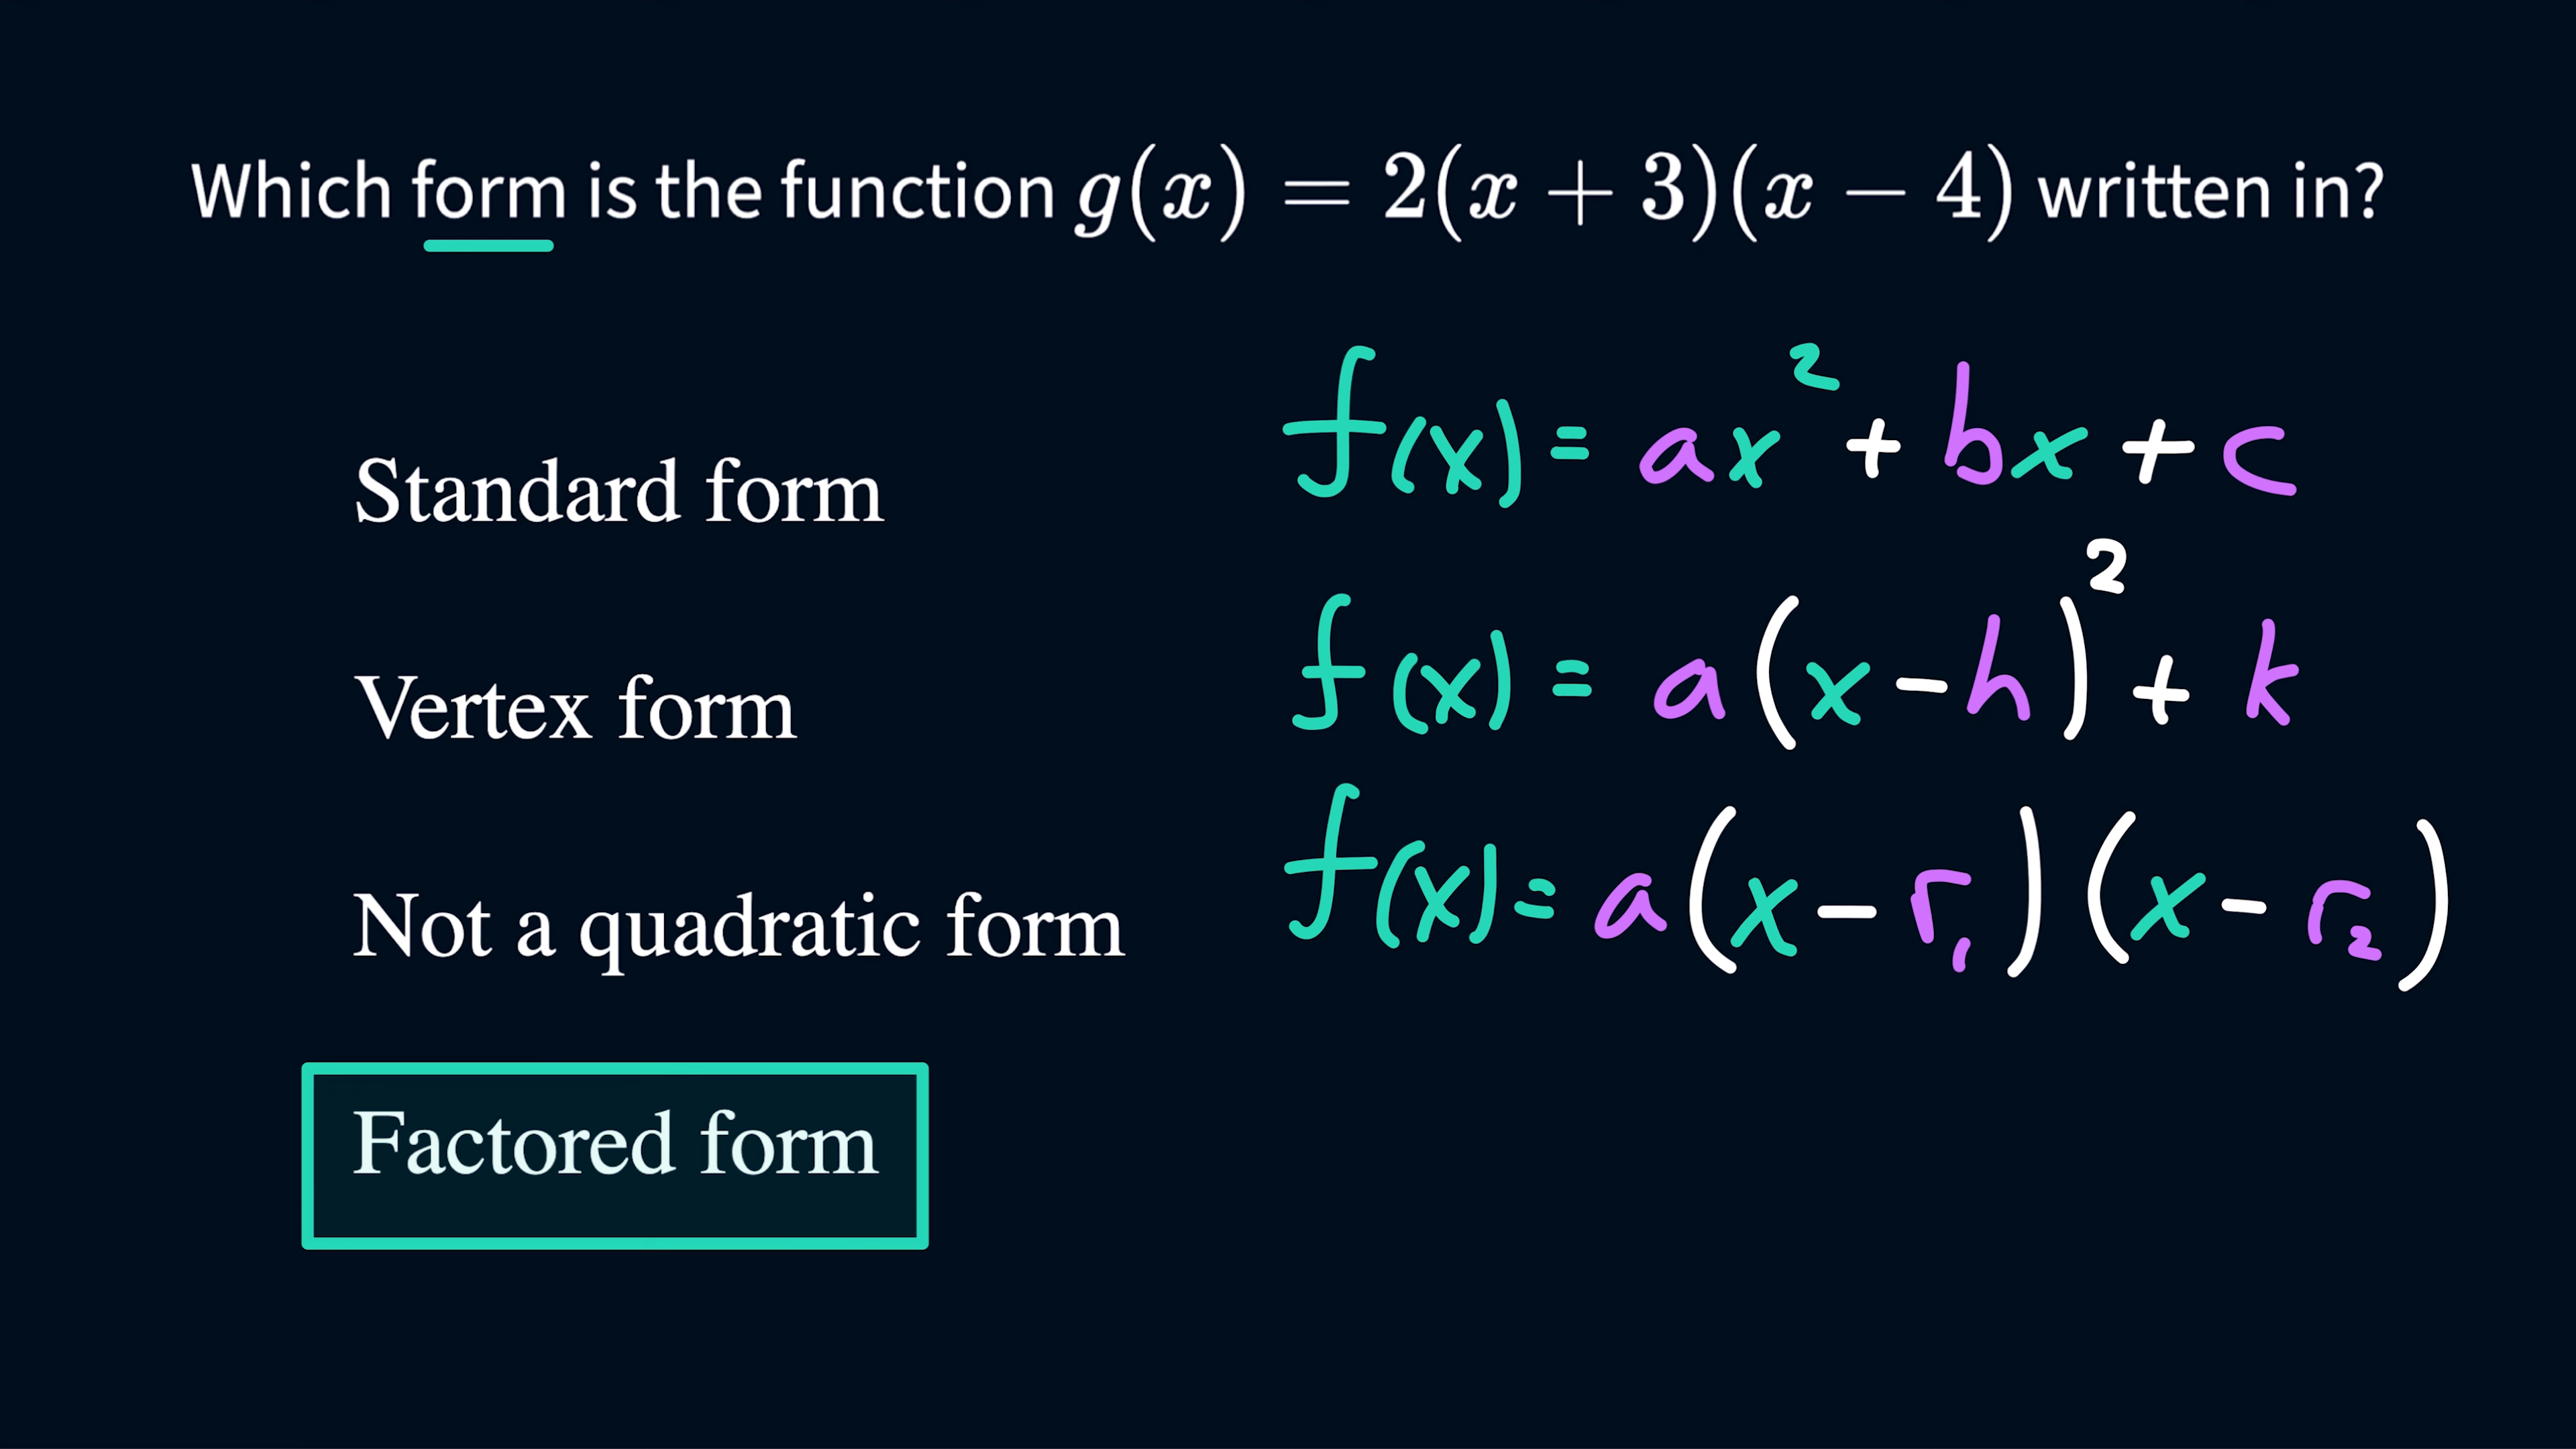 Which form is the function g(x) = 2(x + 3)(x − 4) written in?
Standard form
f(x) = ax² + bx + c
Vertex form
f(x) = a(x-h)² + k
Not a quadratic form
f(x) = a(x - r₁)(x - r₂)
Factored form